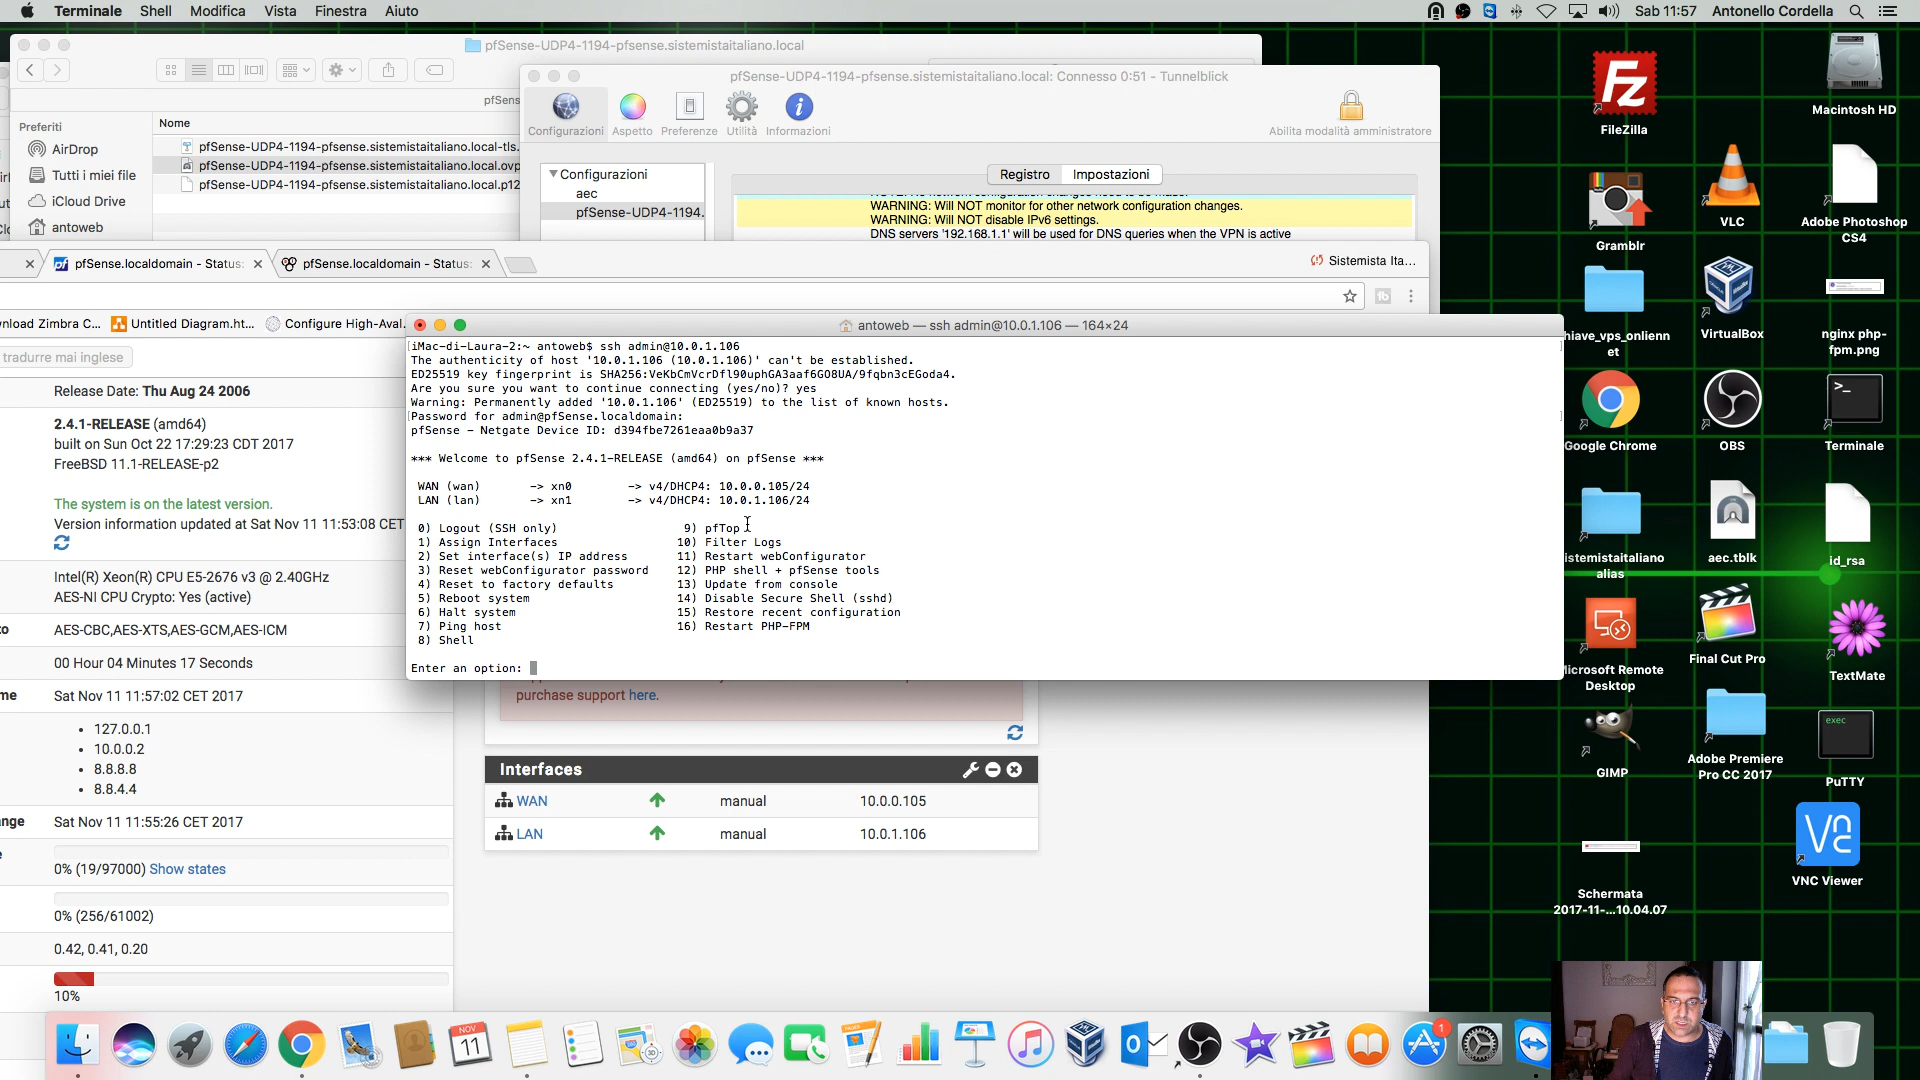 Terminale Shell Modifica Vista Finestra Aiuto
Sab 11:57 Antonello Cordella
pfSense-UDP4-1194-pfsense.sistemistaitaliano.local
pfSens
Preferiti
AirDrop
Tutti i miei file
iCloud Drive
antoweb
Nome
pfSense-UDP4-1194-pfsense.sistemistaitaliano.local-tls.
pfSense-UDP4-1194-pfsense.sistemistaitaliano.local.ovp
pfSense-UDP4-1194-pfsense.sistemistaitaliano.local.p12
pfSense-UDP4-1194-pfsense.sistemistaitaliano.local: Connesso 0:51 - Tunnelblick
Configurazioni Aspetto Preferenze Utilità Informazioni
Abilita modalità amministratore
Configurazioni
aec
pfSense-UDP4-1194.
Registro Impostazioni
WARNING: Will NOT monitor for other network configuration changes.
WARNING: Will NOT disable IPv6 settings.
DNS servers '192.168.1.1' will be used for DNS queries when the VPN is active
pfSense.localdomain - Status:
pfSense.localdomain - Status:
Sistemista Ita...
nload Zimbra C...
Untitled Diagram.ht...
Configure High-Aval.
tradurre mai inglese
Release Date: Thu Aug 24 2006
2.4.1-RELEASE (amd64)
built on Sun Oct 22 17:29:23 CDT 2017
FreeBSD 11.1-RELEASE-p2
The system is on the latest version.
Version information updated at Sat Nov 11 11:53:08 CET
Intel(R) Xeon(R) CPU E5-2676 v3 @ 2.40GHz
AES-NI CPU Crypto: Yes (active)
to
AES-CBC,AES-XTS,AES-GCM,AES-ICM
00 Hour 04 Minutes 17 Seconds
me
Sat Nov 11 11:57:02 CET 2017
127.0.0.1
10.0.0.2
8.8.8.8
8.8.4.4
nge
Sat Nov 11 11:55:26 CET 2017
0% (19/97000) Show states
0% (256/61002)
0.42, 0.41, 0.20
10%
antoweb — ssh admin@10.0.1.106 — 164×24
[iMac-di-Laura-2:~ antoweb$ ssh admin@10.0.1.106
The authenticity of host '10.0.1.106 (10.0.1.106)' can't be established.
ED25519 key fingerprint is SHA256:VeKbCmVcrDfl90uphGA3aaf6GO8UA/9fqbn3cEGoda4.
Are you sure you want to continue connecting (yes/no)? yes
Warning: Permanently added '10.0.1.106' (ED25519) to the list of known hosts.
[Password for admin@pfSense.localdomain:
pfSense - Netgate Device ID: d394fbe7261eaa0b9a37
*** Welcome to pfSense 2.4.1-RELEASE (amd64) on pfSense ***
WAN (wan) -> xn0 -> v4/DHCP4: 10.0.0.105/24
LAN (lan) -> xn1 -> v4/DHCP4: 10.0.1.106/24
0) Logout (SSH only) 9) pfTop
1) Assign Interfaces 10) Filter Logs
2) Set interface(s) IP address 11) Restart webConfigurator
3) Reset webConfigurator password 12) PHP shell + pfSense tools
4) Reset to factory defaults 13) Update from console
5) Reboot system 14) Disable Secure Shell (sshd)
6) Halt system 15) Restore recent configuration
7) Ping host 16) Restart PHP-FPM
8) Shell
Enter an option:
purchase support here.
Interfaces
WAN manual 10.0.0.105
LAN manual 10.0.1.106
FileZilla
Macintosh HD
Gramblr
VLC
Adobe Photoshop
CS4
hiave_vps_onlienn
et
VirtualBox
nginx php-
fpm.png
Google Chrome
OBS
Terminale
istemistaitaliano
alias
aec.tblk
id_rsa
icrosoft Remote
Desktop
Final Cut Pro
TextMate
GIMP
Adobe Premiere
Pro CC 2017
exec
PuTTY
VNC Viewer
Schermata
2017-11-...10.04.07
NOV
11
PAGES
3D
1